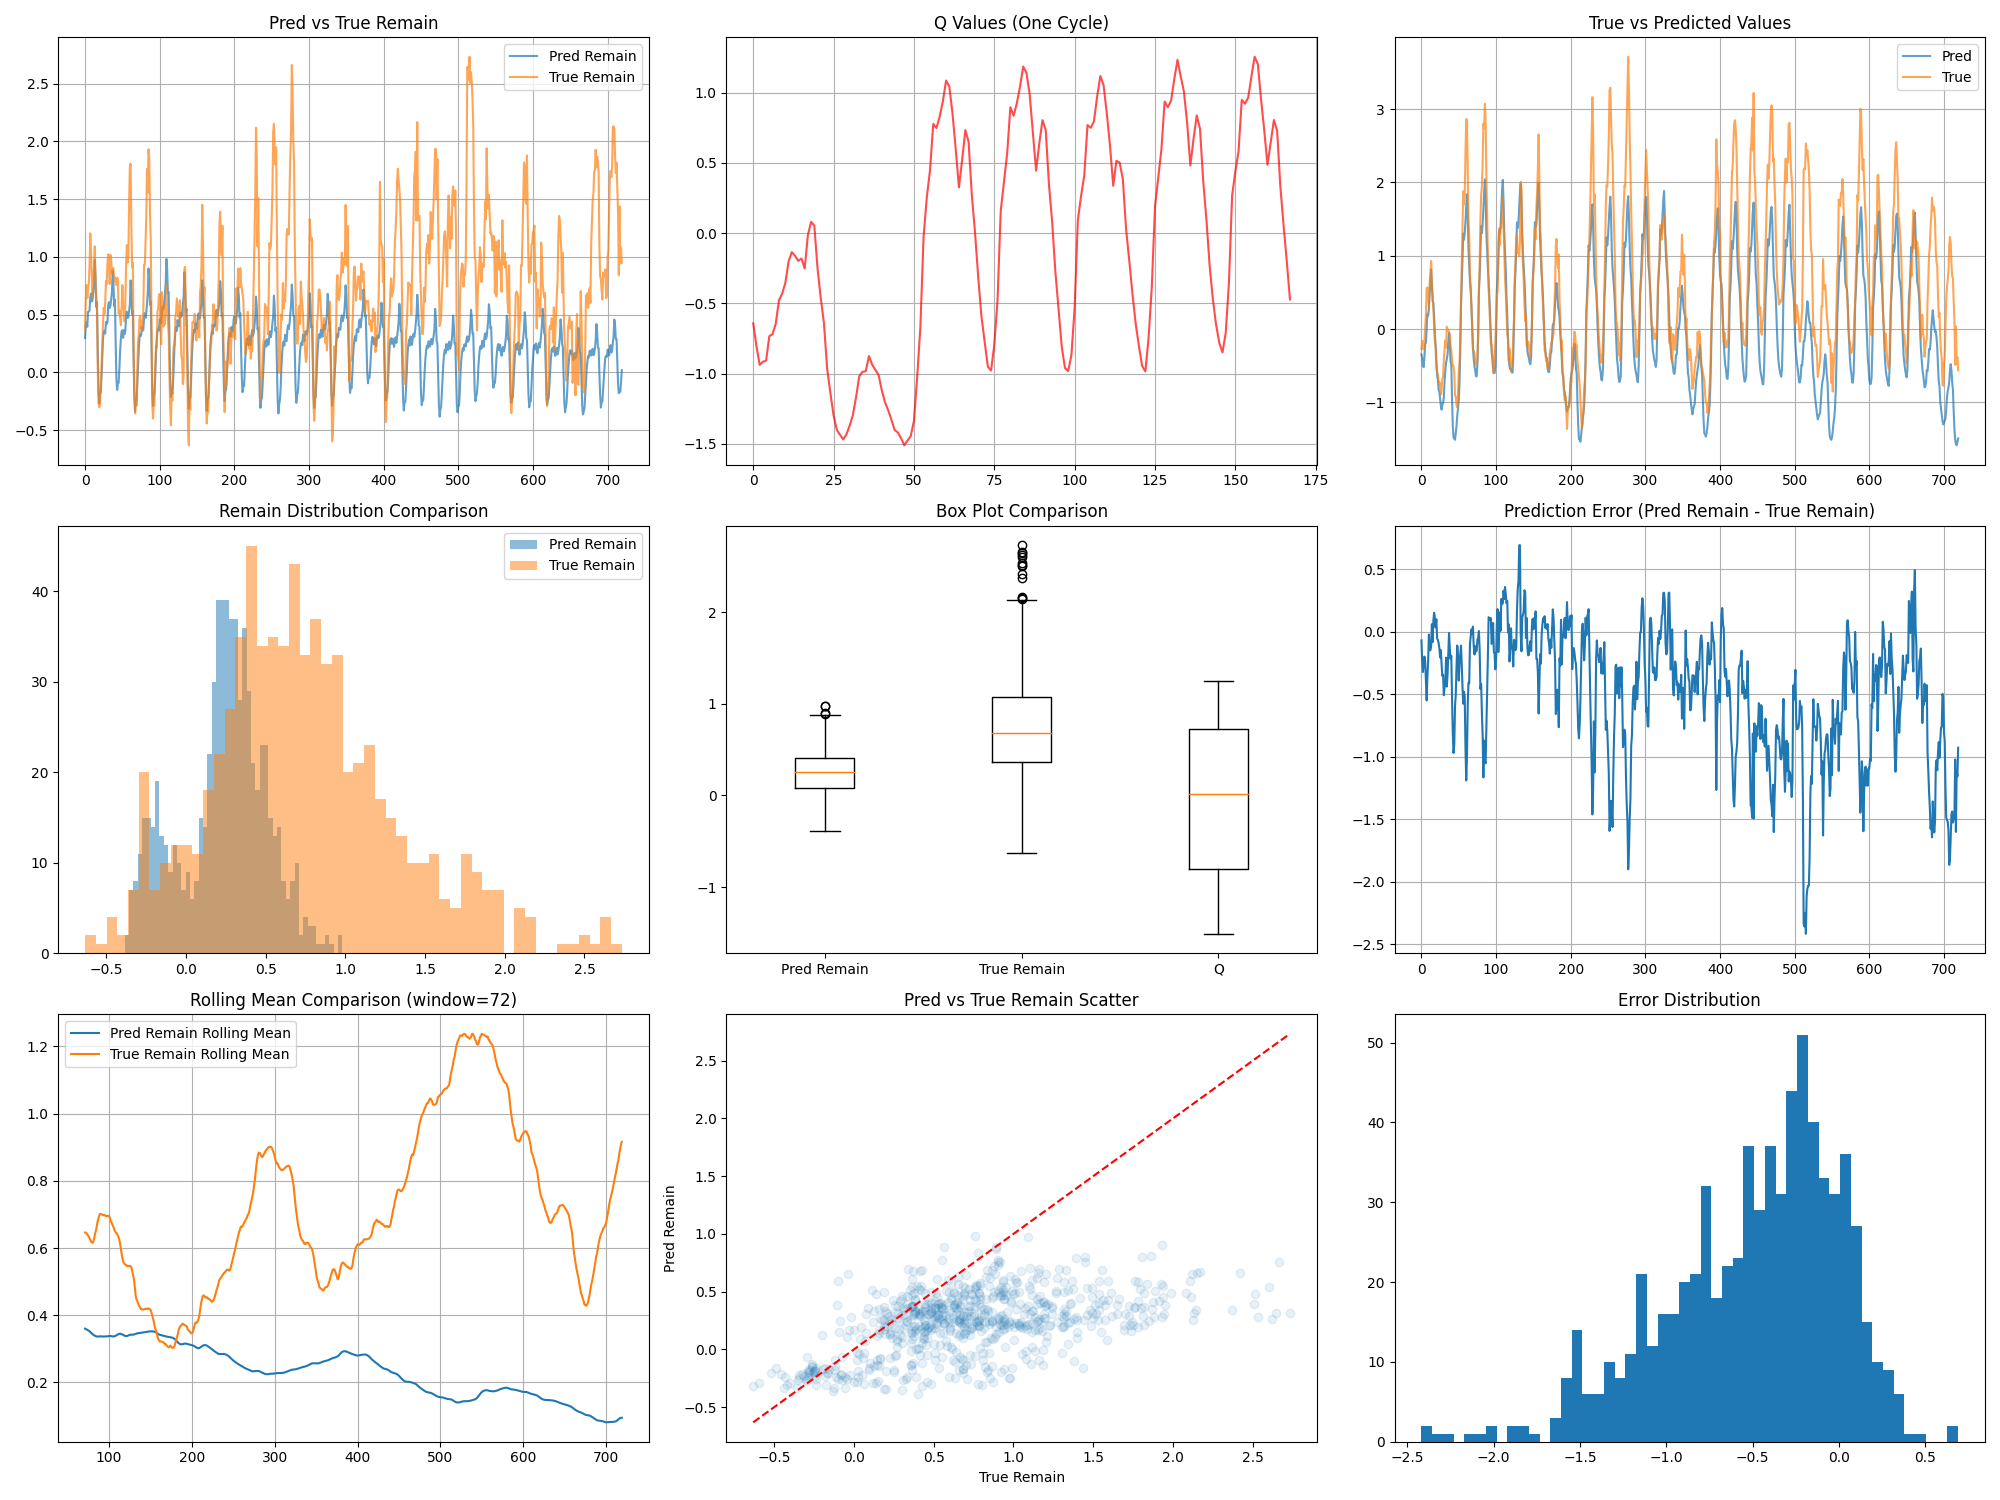 Pred vs True Remain
Pred Remain
True Remain
2.5
2.0
1.5
1.0
0.5
0.0
−0.5
0 100 200 300 400 500 600 700
Q Values (One Cycle)
1.0
0.5
0.0
−0.5
−1.0
−1.5
0 25 50 75 100 125 150 175
True vs Predicted Values
Pred
True
3
2
1
0
−1
0 100 200 300 400 500 600 700
Remain Distribution Comparison
Pred Remain
True Remain
40
30
20
10
0
−0.5 0.0 0.5 1.0 1.5 2.0 2.5
Box Plot Comparison
2
1
0
−1
Pred Remain True Remain Q
Prediction Error (Pred Remain - True Remain)
0.5
0.0
−0.5
−1.0
−1.5
−2.0
−2.5
0 100 200 300 400 500 600 700
Rolling Mean Comparison (window=72)
Pred Remain Rolling Mean
True Remain Rolling Mean
1.2
1.0
0.8
0.6
0.4
0.2
100 200 300 400 500 600 700
Pred vs True Remain Scatter
Pred Remain
2.5
2.0
1.5
1.0
0.5
0.0
−0.5
−0.5 0.0 0.5 1.0 1.5 2.0 2.5
True Remain
Error Distribution
50
40
30
20
10
0
−2.5 −2.0 −1.5 −1.0 −0.5 0.0 0.5